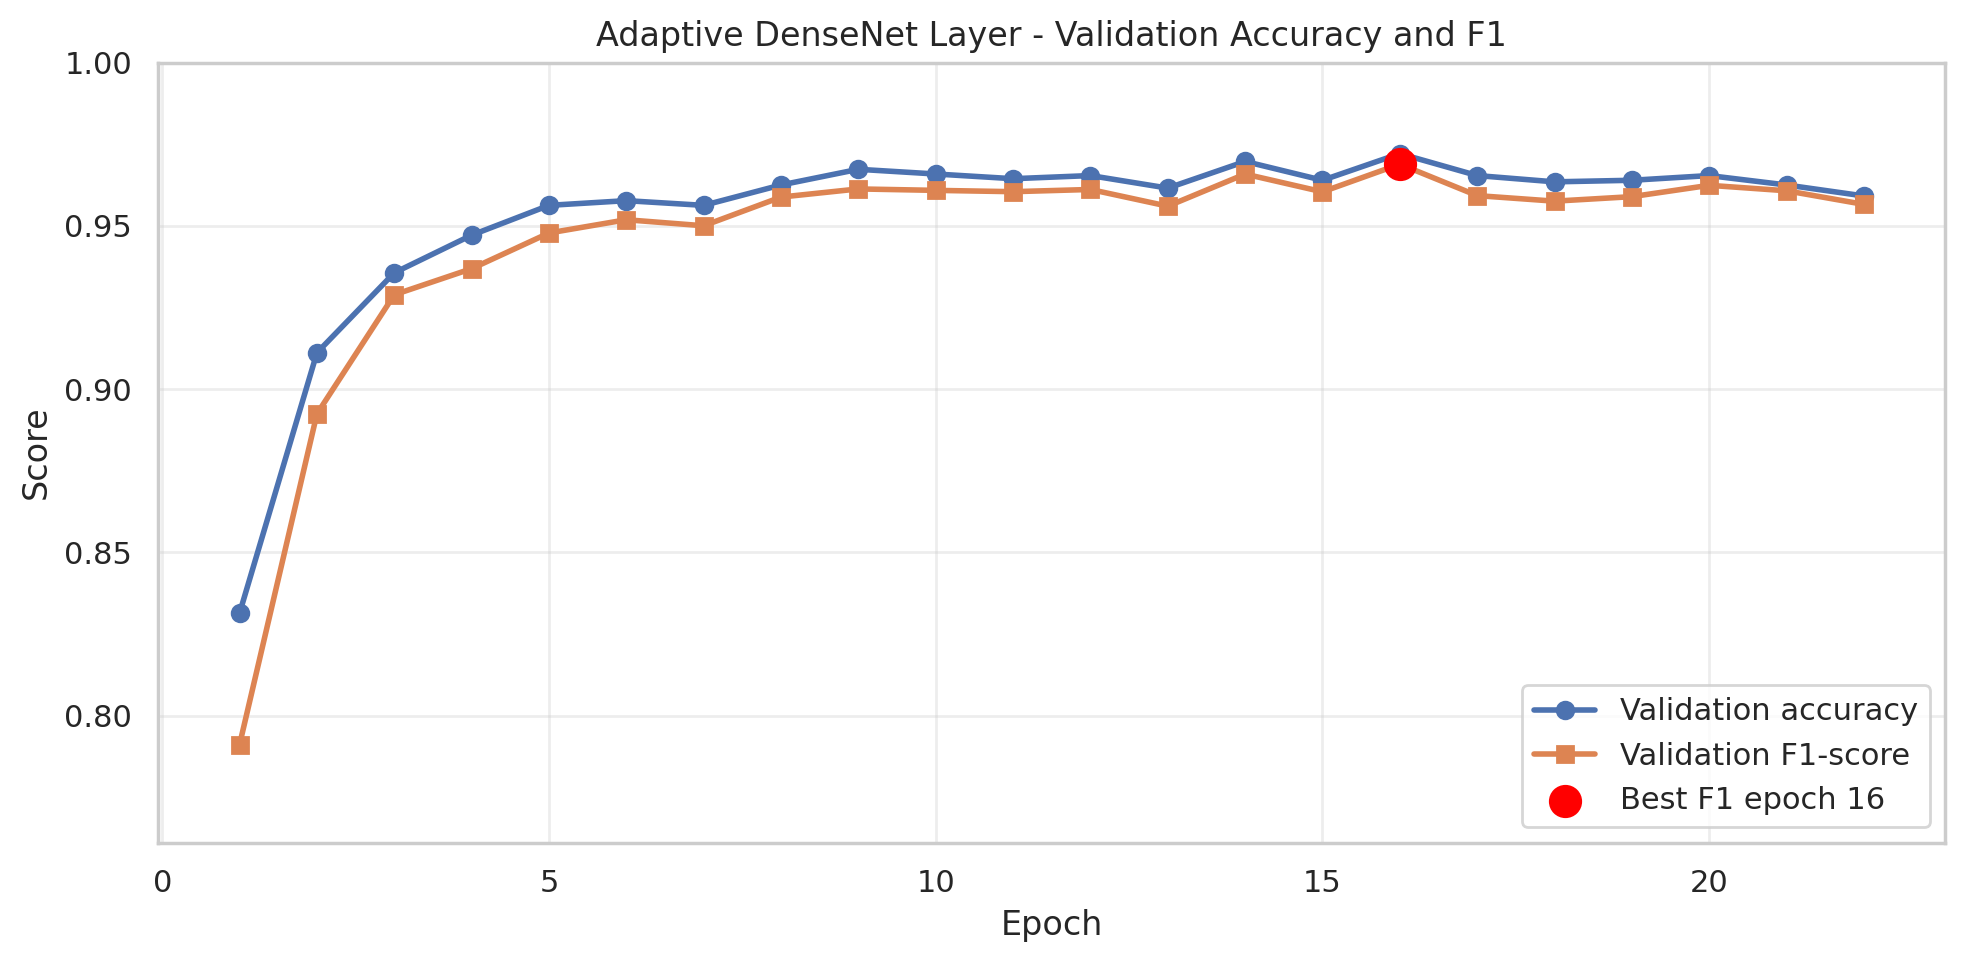 Adaptive DenseNet Layer - Validation Accuracy and F1
1.00
0.95
0.90
0.85
0.80
Score
0 5 10 15 20
Epoch
Validation accuracy
Validation F1-score
Best F1 epoch 16